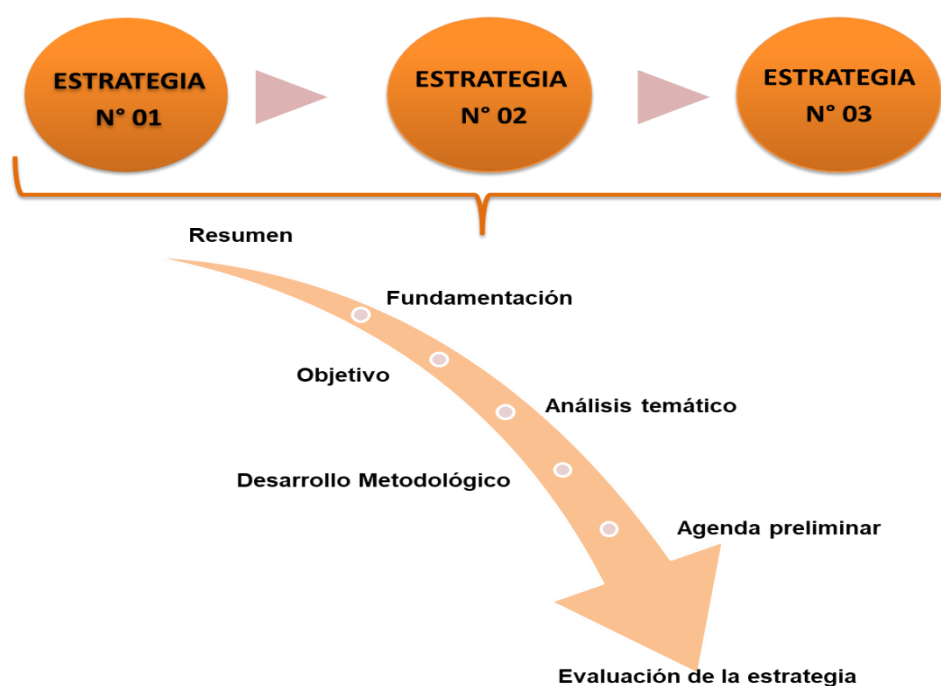 ESTRATEGIA
N° 01
ESTRATEGIA
N° 02
ESTRATEGIA
N° 03
Resumen
Fundamentación
Objetivo
Análisis temático
Desarrollo Metodológico
Agenda preliminar
Evaluación de la estrategia